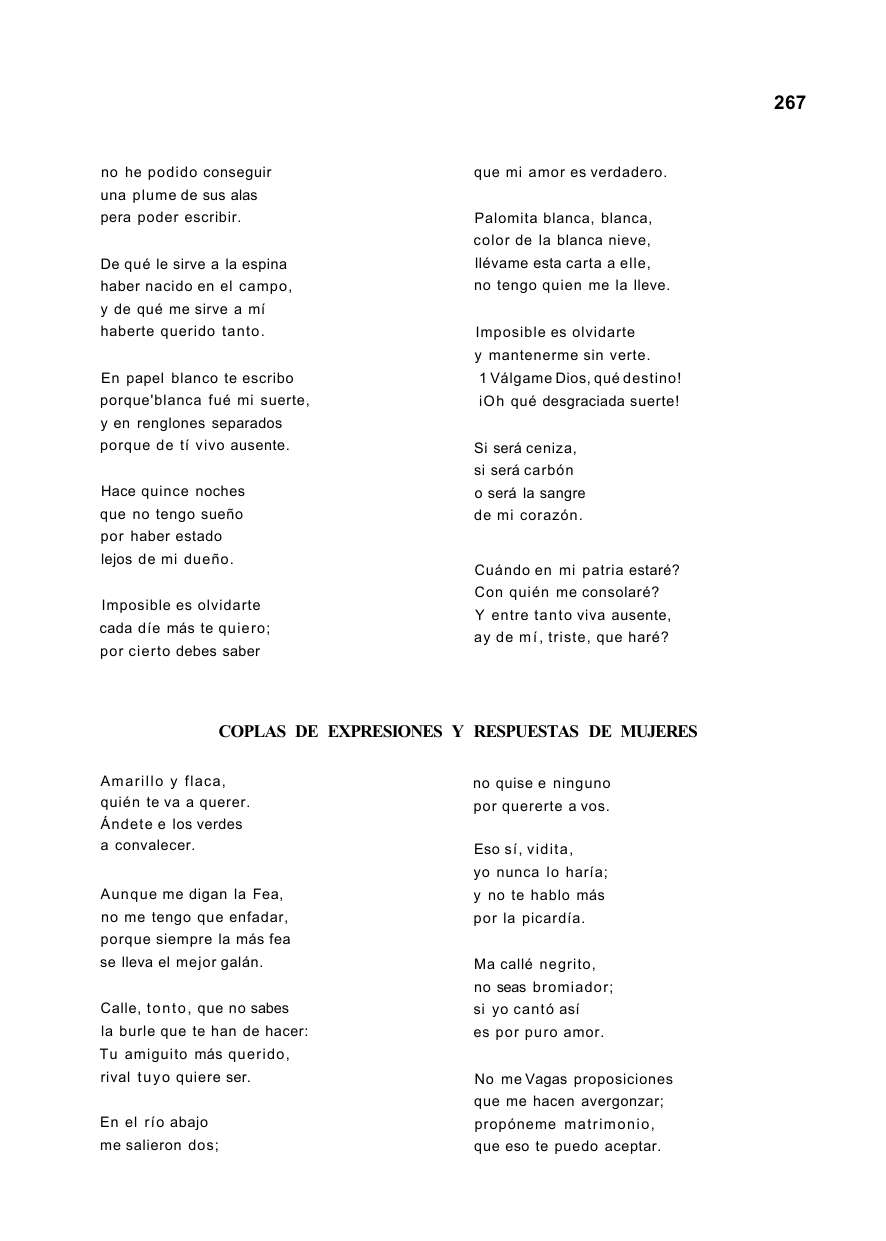 267
no he podido conseguir
una plume de sus alas
pera poder escribir.
De qué le sirve a la espina
haber nacido en el campo,
y de qué me sirve a mí
haberte querido tanto.
En papel blanco te escribo
porque'blanca fué mi suerte,
y en renglones separados
porque de tí vivo ausente.
Hace quince noches
que no tengo sueño
por haber estado
lejos de mi dueño.
Imposible es olvidarte
cada díe más te quiero;
por cierto debes saber
que mi amor es verdadero.
Palomita blanca, blanca,
color de la blanca nieve,
llévame esta carta a elle,
no tengo quien me la lleve.
Imposible es olvidarte
y mantenerme sin verte.
1 Válgame Dios, qué destino!
iOh qué desgraciada suerte!
Si será ceniza,
si será carbón
o será la sangre
de mi corazón.
Cuándo en mi patria estaré?
Con quién me consolaré?
Y entre tanto viva ausente,
ay de mí, triste, que haré?
COPLAS DE EXPRESIONES Y RESPUESTAS DE MUJERES
Amarillo y flaca,
quién te va a querer.
Ándete e los verdes
a convalecer.
Aunque me digan la Fea,
no me tengo que enfadar,
porque siempre la más fea
se lleva el mejor galán.
Calle, tonto, que no sabes
la burle que te han de hacer:
Tu amiguito más querido,
rival tuyo quiere ser.
En el río abajo
me salieron dos;
no quise e ninguno
por quererte a vos.
Eso sí, vidita,
yo nunca lo haría;
y no te hablo más
por la picardía.
Ma callé negrito,
no seas bromiador;
si yo cantó así
es por puro amor.
No me Vagas proposiciones
que me hacen avergonzar;
propóneme matrimonio,
que eso te puedo aceptar.